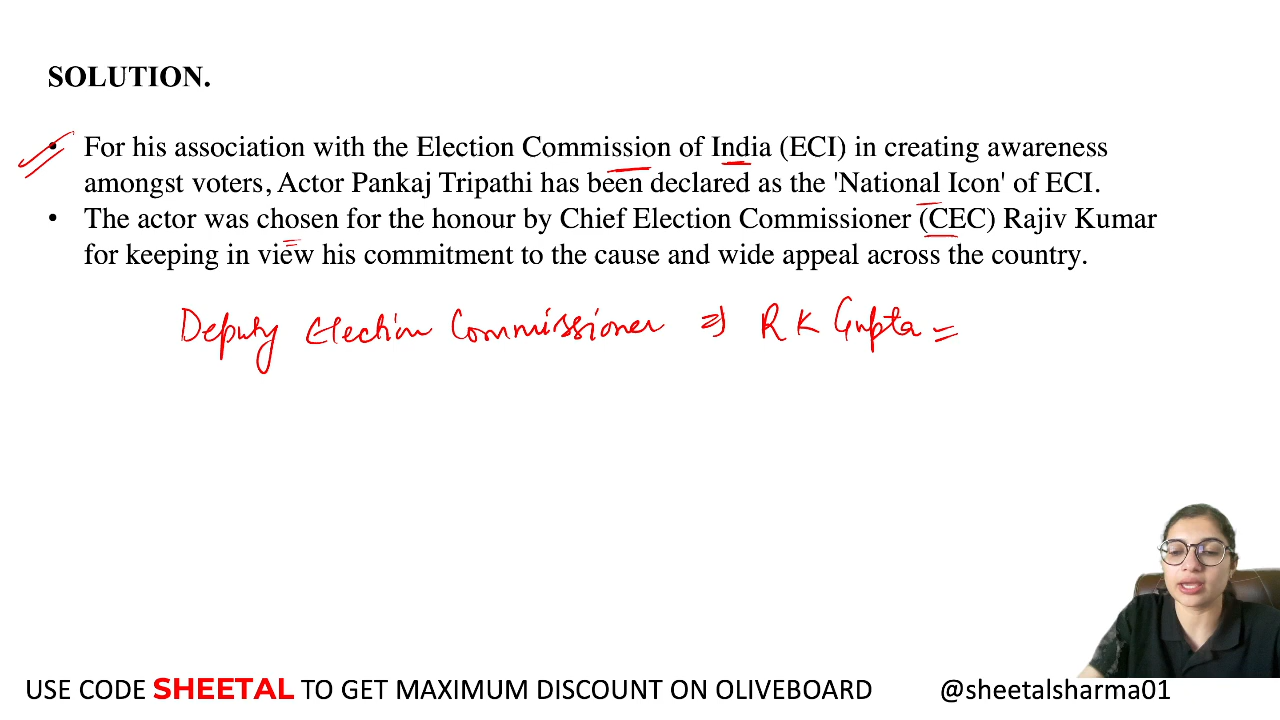 SOLUTION.
• For his association with the Election Commission of India (ECI) in creating awareness
amongst voters, Actor Pankaj Tripathi has been declared as the 'National Icon' of ECI.
• The actor was chosen for the honour by Chief Election Commissioner (CEC) Rajiv Kumar
for keeping in view his commitment to the cause and wide appeal across the country.
Deputy Election Commissioner ⇒ R K Gupta =
USE CODE SHEETAL TO GET MAXIMUM DISCOUNT ON OLIVEBOARD @sheetalsharma01